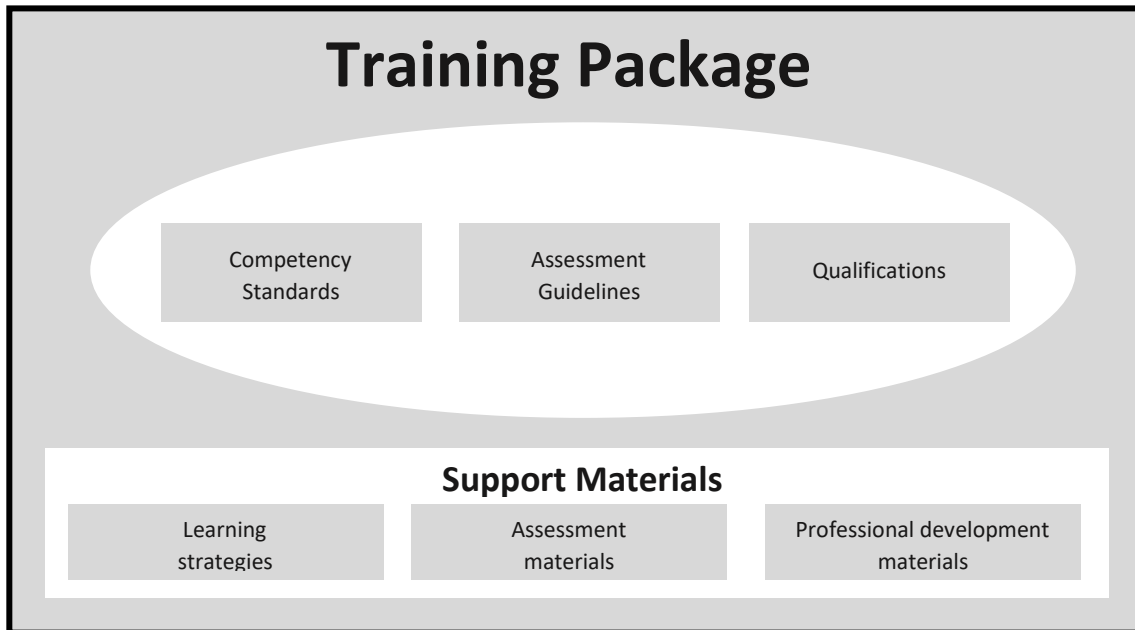 Training Package
Competency
Standards
Assessment
Guidelines
Qualifications
Support Materials
Learning
strategies
Assessment
materials
Professional development
materials